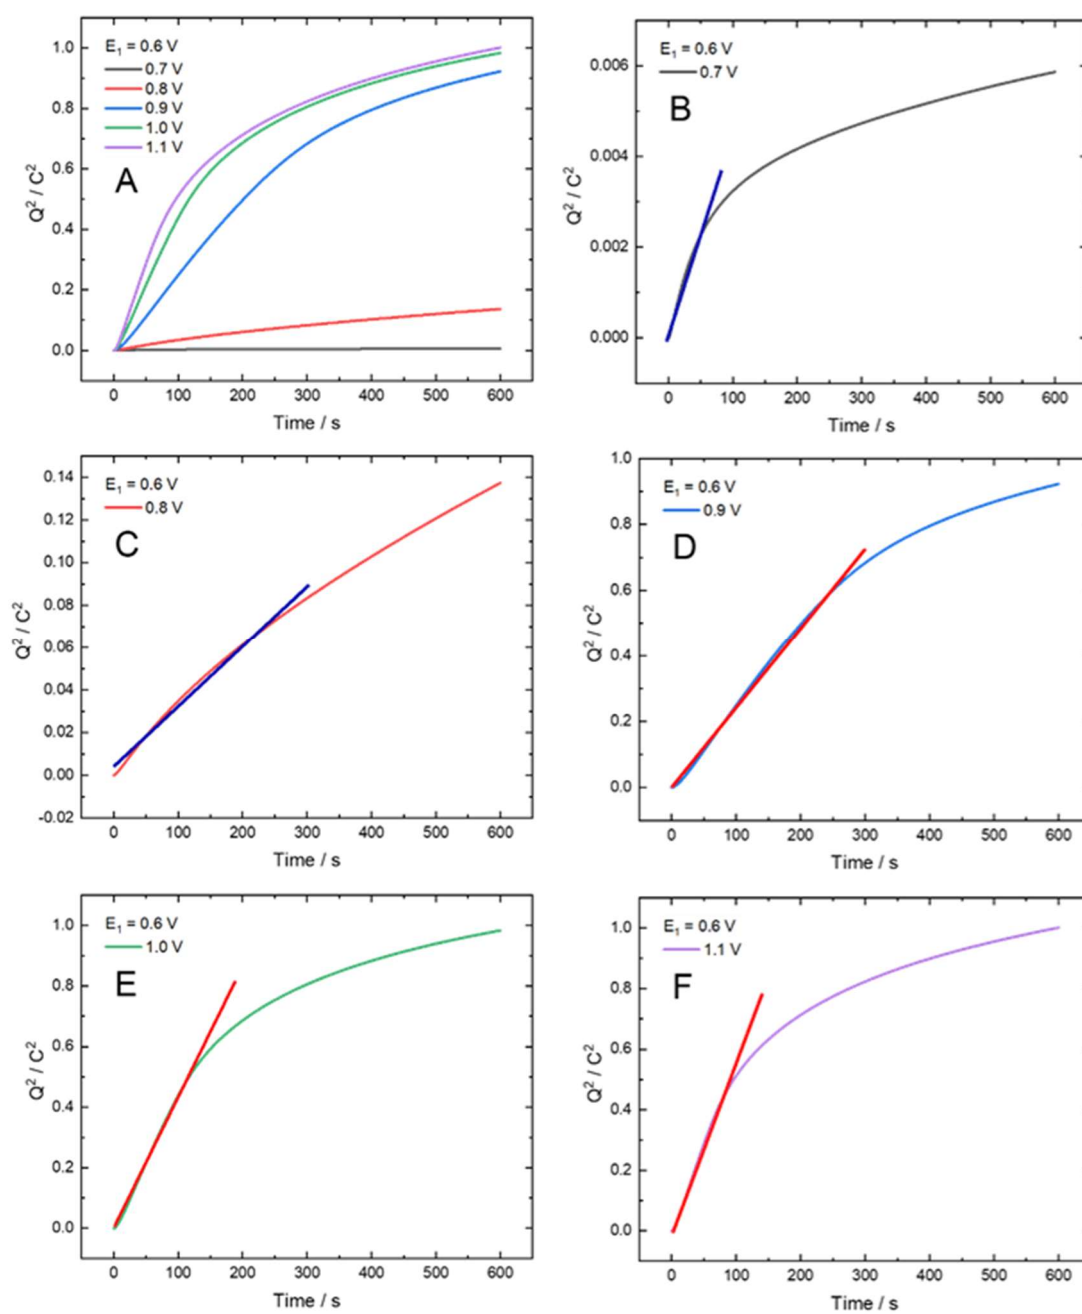 E₁ = 0.6 V
0.7 V
0.8 V
0.9 V
1.0 V
1.1 V
A
1.0
0.8
0.6
0.4
0.2
0.0
Q² / C²
0 100 200 300 400 500 600
Time / s
E₁ = 0.6 V
0.7 V
B
0.006
0.004
0.002
0.000
Q² / C²
0 100 200 300 400 500 600
Time / s
E₁ = 0.6 V
0.8 V
C
0.14
0.12
0.10
0.08
0.06
0.04
0.02
0.00
-0.02
Q² / C²
0 100 200 300 400 500 600
Time / s
E₁ = 0.6 V
0.9 V
D
1.0
0.8
0.6
0.4
0.2
0.0
Q² / C²
0 100 200 300 400 500 600
Time / s
E₁ = 0.6 V
1.0 V
E
1.0
0.8
0.6
0.4
0.2
0.0
Q² / C²
0 100 200 300 400 500 600
Time / s
E₁ = 0.6 V
1.1 V
F
1.0
0.8
0.6
0.4
0.2
0.0
Q² / C²
0 100 200 300 400 500 600
Time / s